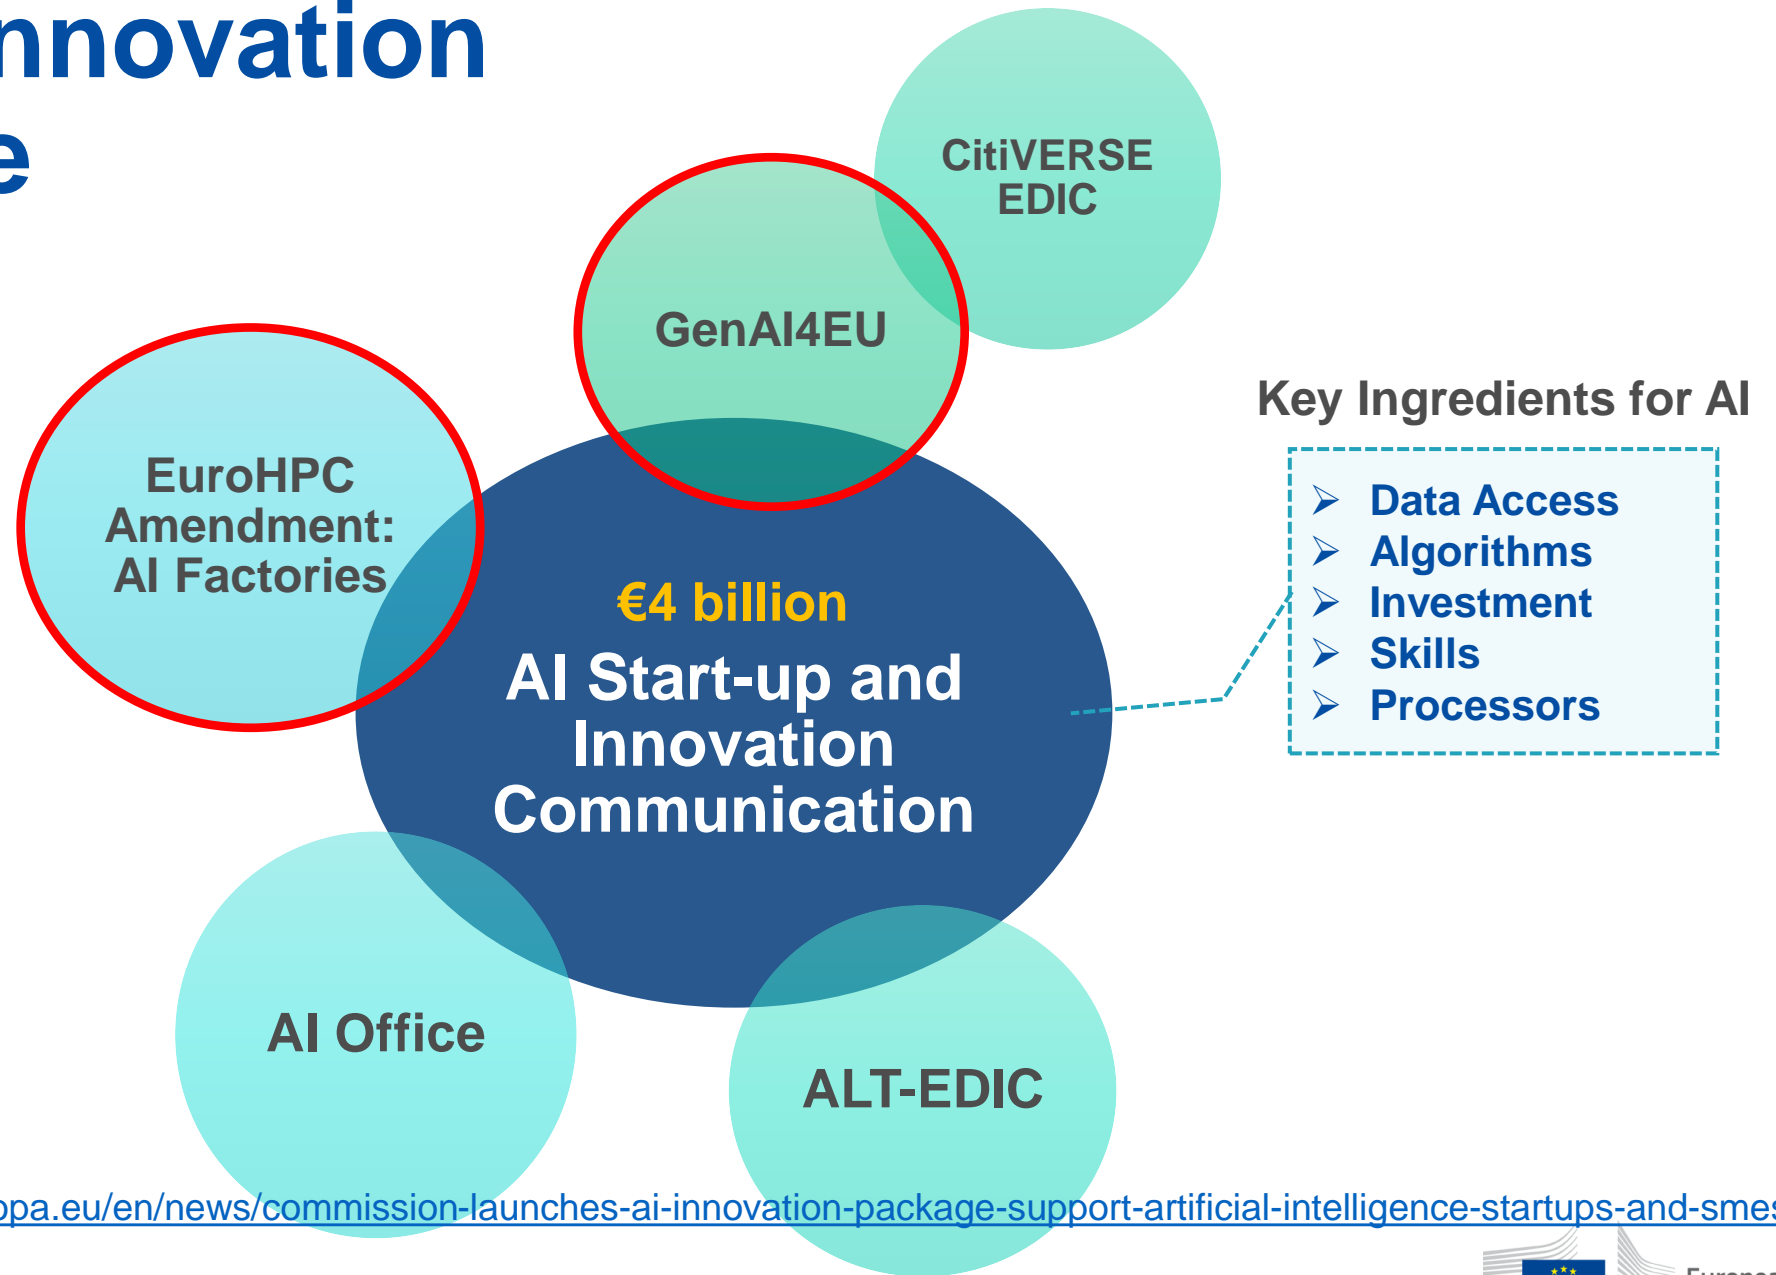 nnovation
e
CitiVERSE
EDIC
GenAI4EU
EuroHPC
Amendment:
AI Factories
€4 billion
AI Start-up and
Innovation
Communication
Key Ingredients for AI
Data Access
Algorithms
Investment
Skills
Processors
AI Office
ALT-EDIC
opa.eu/en/news/commission-launches-ai-innovation-package-support-artificial-intelligence-startups-and-smes